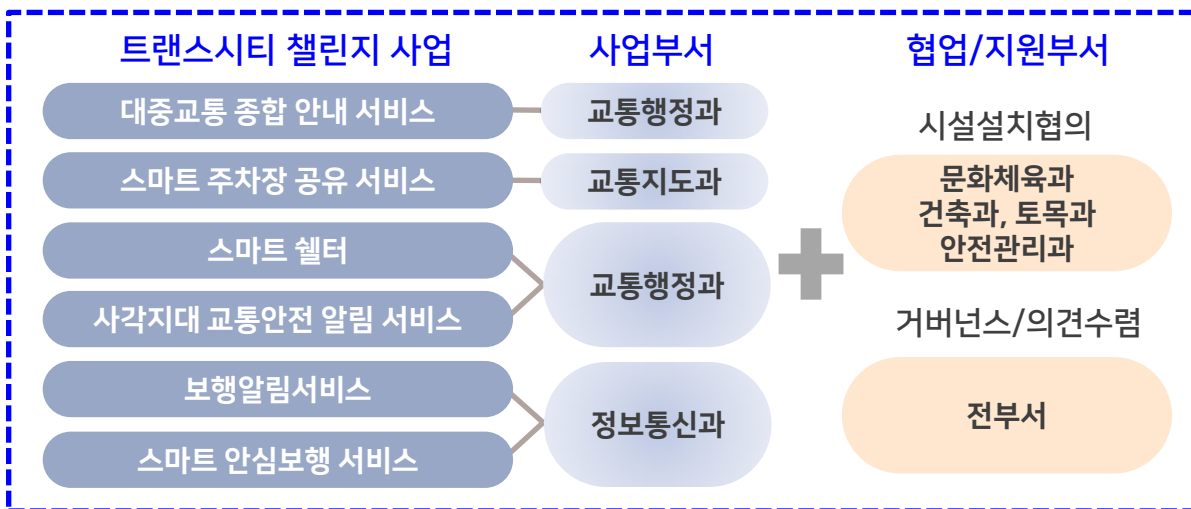 트랜스시티 챌린지 사업
사업부서
협업/지원부서
대중교통 종합 안내 서비스
교통행정과
스마트 주차장 공유 서비스
교통지도과
스마트 쉘터
사각지대 교통안전 알림 서비스
교통행정과
보행알림서비스
스마트 안심보행 서비스
정보통신과
시설설치협의
문화체육과
건축과, 토목과
안전관리과
거버넌스/의견수렴
전부서